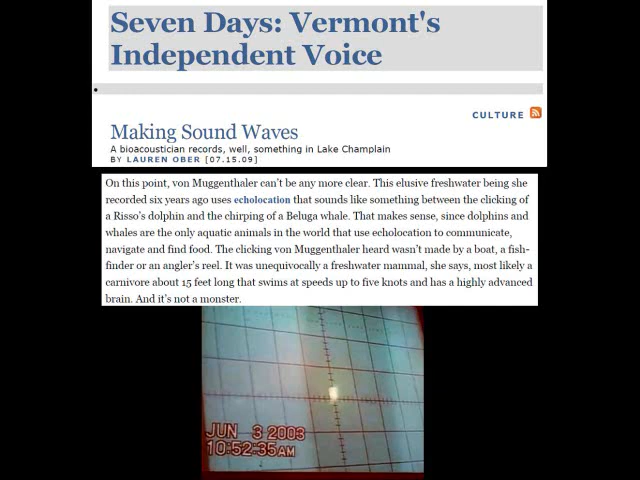 Seven Days: Vermont's
Independent Voice
CULTURE
Making Sound Waves
A bioacoustician records, well, something in Lake Champlain
BY LAUREN OBER [07.15.09]
On this point, von Muggenthaler can't be any more clear. This elusive freshwater being she
recorded six years ago uses echolocation that sounds like something between the clicking of
a Risso's dolphin and the chirping of a Beluga whale. That makes sense, since dolphins and
whales are the only aquatic animals in the world that use echolocation to communicate,
navigate and find food. The clicking von Muggenthaler heard wasn't made by a boat, a fish-
finder or an angler's reel. It was unequivocally a freshwater mammal, she says, most likely a
carnivore about 15 feet long that swims at speeds up to five knots and has a highly advanced
brain. And it's not a monster.
JUN 3 2003
10:52:35AM